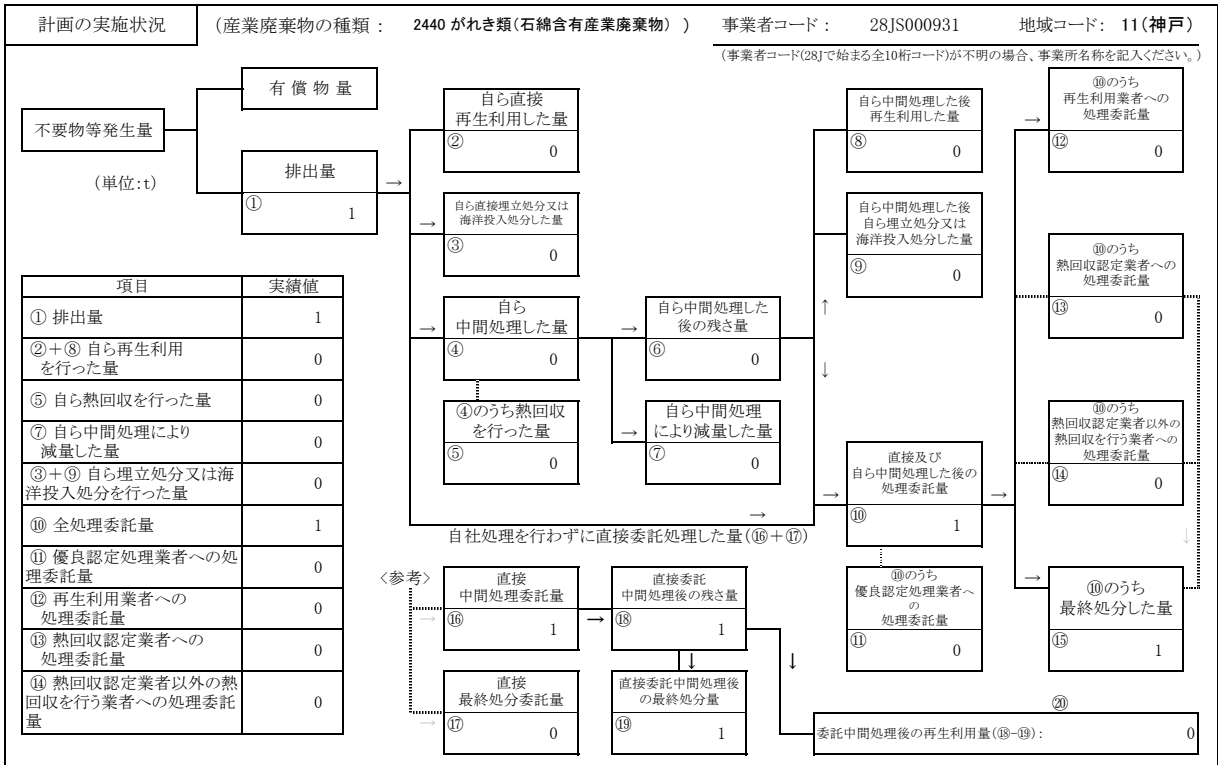 計画の実施状況
(産業廃棄物の種類： 2440 がれき類(石綿含有産業廃棄物) )
事業者コード： 28JS000931
地域コード： 11(神戸)
(事業者コード(28Jで始まる全10桁コード)が不明の場合、事業所名称を記入ください。)
不要物等発生量
(単位:t)
有償物量
排出量
① 1
→
自ら直接
再生利用した量
② 0
→
自ら直接埋立処分又は
海洋投入処分した量
③ 0
→
自ら
中間処理した量
④ 0
④のうち熱回収
を行った量
⑤ 0
→
自ら中間処理した
後の残さ量
⑥ 0
→
自ら中間処理
により減量した量
⑦ 0
自ら中間処理した後
再生利用した量
⑧ 0
自ら中間処理した後
自ら埋立処分又は
海洋投入処分した量
⑨ 0
↑
↓
→
直接及び
自ら中間処理した後の
処理委託量
⑩ 1
→
⑩のうち
優良認定処理業者へ
の
処理委託量
⑪ 0
→
⑩のうち
再生利用業者への
処理委託量
⑫ 0
⑩のうち
熱回収認定業者への
処理委託量
⑬ 0
⑩のうち
熱回収認定業者以外の
熱回収を行う業者への
処理委託量
⑭ 0
↓
→
⑩のうち
最終処分した量
⑮ 1
→
自社処理を行わずに直接委託処理した量(⑯＋⑰)
〈参考〉
→
直接
中間処理委託量
⑯ 1
→
直接委託
中間処理後の残さ量
⑱ 1
→
直接
最終処分委託量
⑰ 0
↓
直接委託中間処理後
の最終処分量
⑲ 1
↓
⑳
委託中間処理後の再生利用量(⑱-⑲)： 0
項目 実績値
① 排出量 1
②＋⑧ 自ら再生利用
を行った量 0
⑤ 自ら熱回収を行った量 0
⑦ 自ら中間処理により
減量した量 0
③＋⑨ 自ら埋立処分又は海
洋投入処分を行った量 0
⑩ 全処理委託量 1
⑪ 優良認定処理業者への処
理委託量 0
⑫ 再生利用業者への
処理委託量 0
⑬ 熱回収認定業者への
処理委託量 0
⑭ 熱回収認定業者以外の熱
回収を行う業者への処理委託
量 0